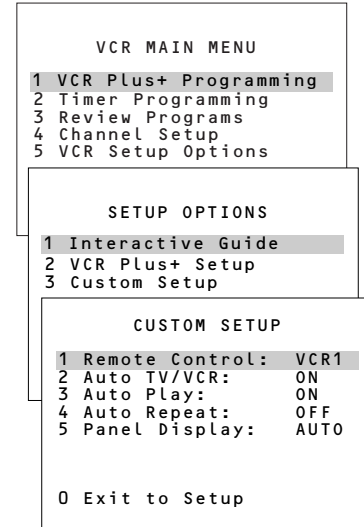 VCR MAIN MENU
1 VCR Plus+ Programming
2 Timer Programming
3 Review Programs
4 Channel Setup
5 VCR Setup Options
SETUP OPTIONS
1 Interactive Guide
2 VCR Plus+ Setup
3 Custom Setup
CUSTOM SETUP
1 Remote Control: VCR1
2 Auto TV/VCR: ON
3 Auto Play: ON
4 Auto Repeat: OFF
5 Panel Display: AUTO
0 Exit to Setup